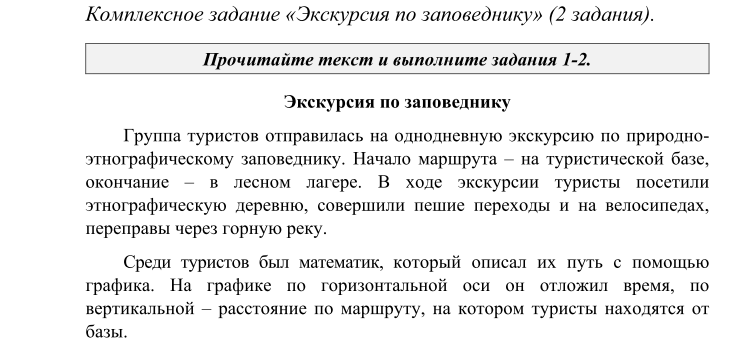 Комплексное задание «Экскурсия по заповеднику» (2 задания).
Прочитайте текст и выполните задания 1-2.
Экскурсия по заповеднику
Группа туристов отправилась на однодневную экскурсию по природно-
этнографическому заповеднику. Начало маршрута – на туристической базе,
окончание – в лесном лагере. В ходе экскурсии туристы посетили
этнографическую деревню, совершили пешие переходы и на велосипедах,
переправы через горную реку.
Среди туристов был математик, который описал их путь с помощью
графика. На графике по горизонтальной оси он отложил время, по
вертикальной – расстояние по маршруту, на котором туристы находятся от
базы.